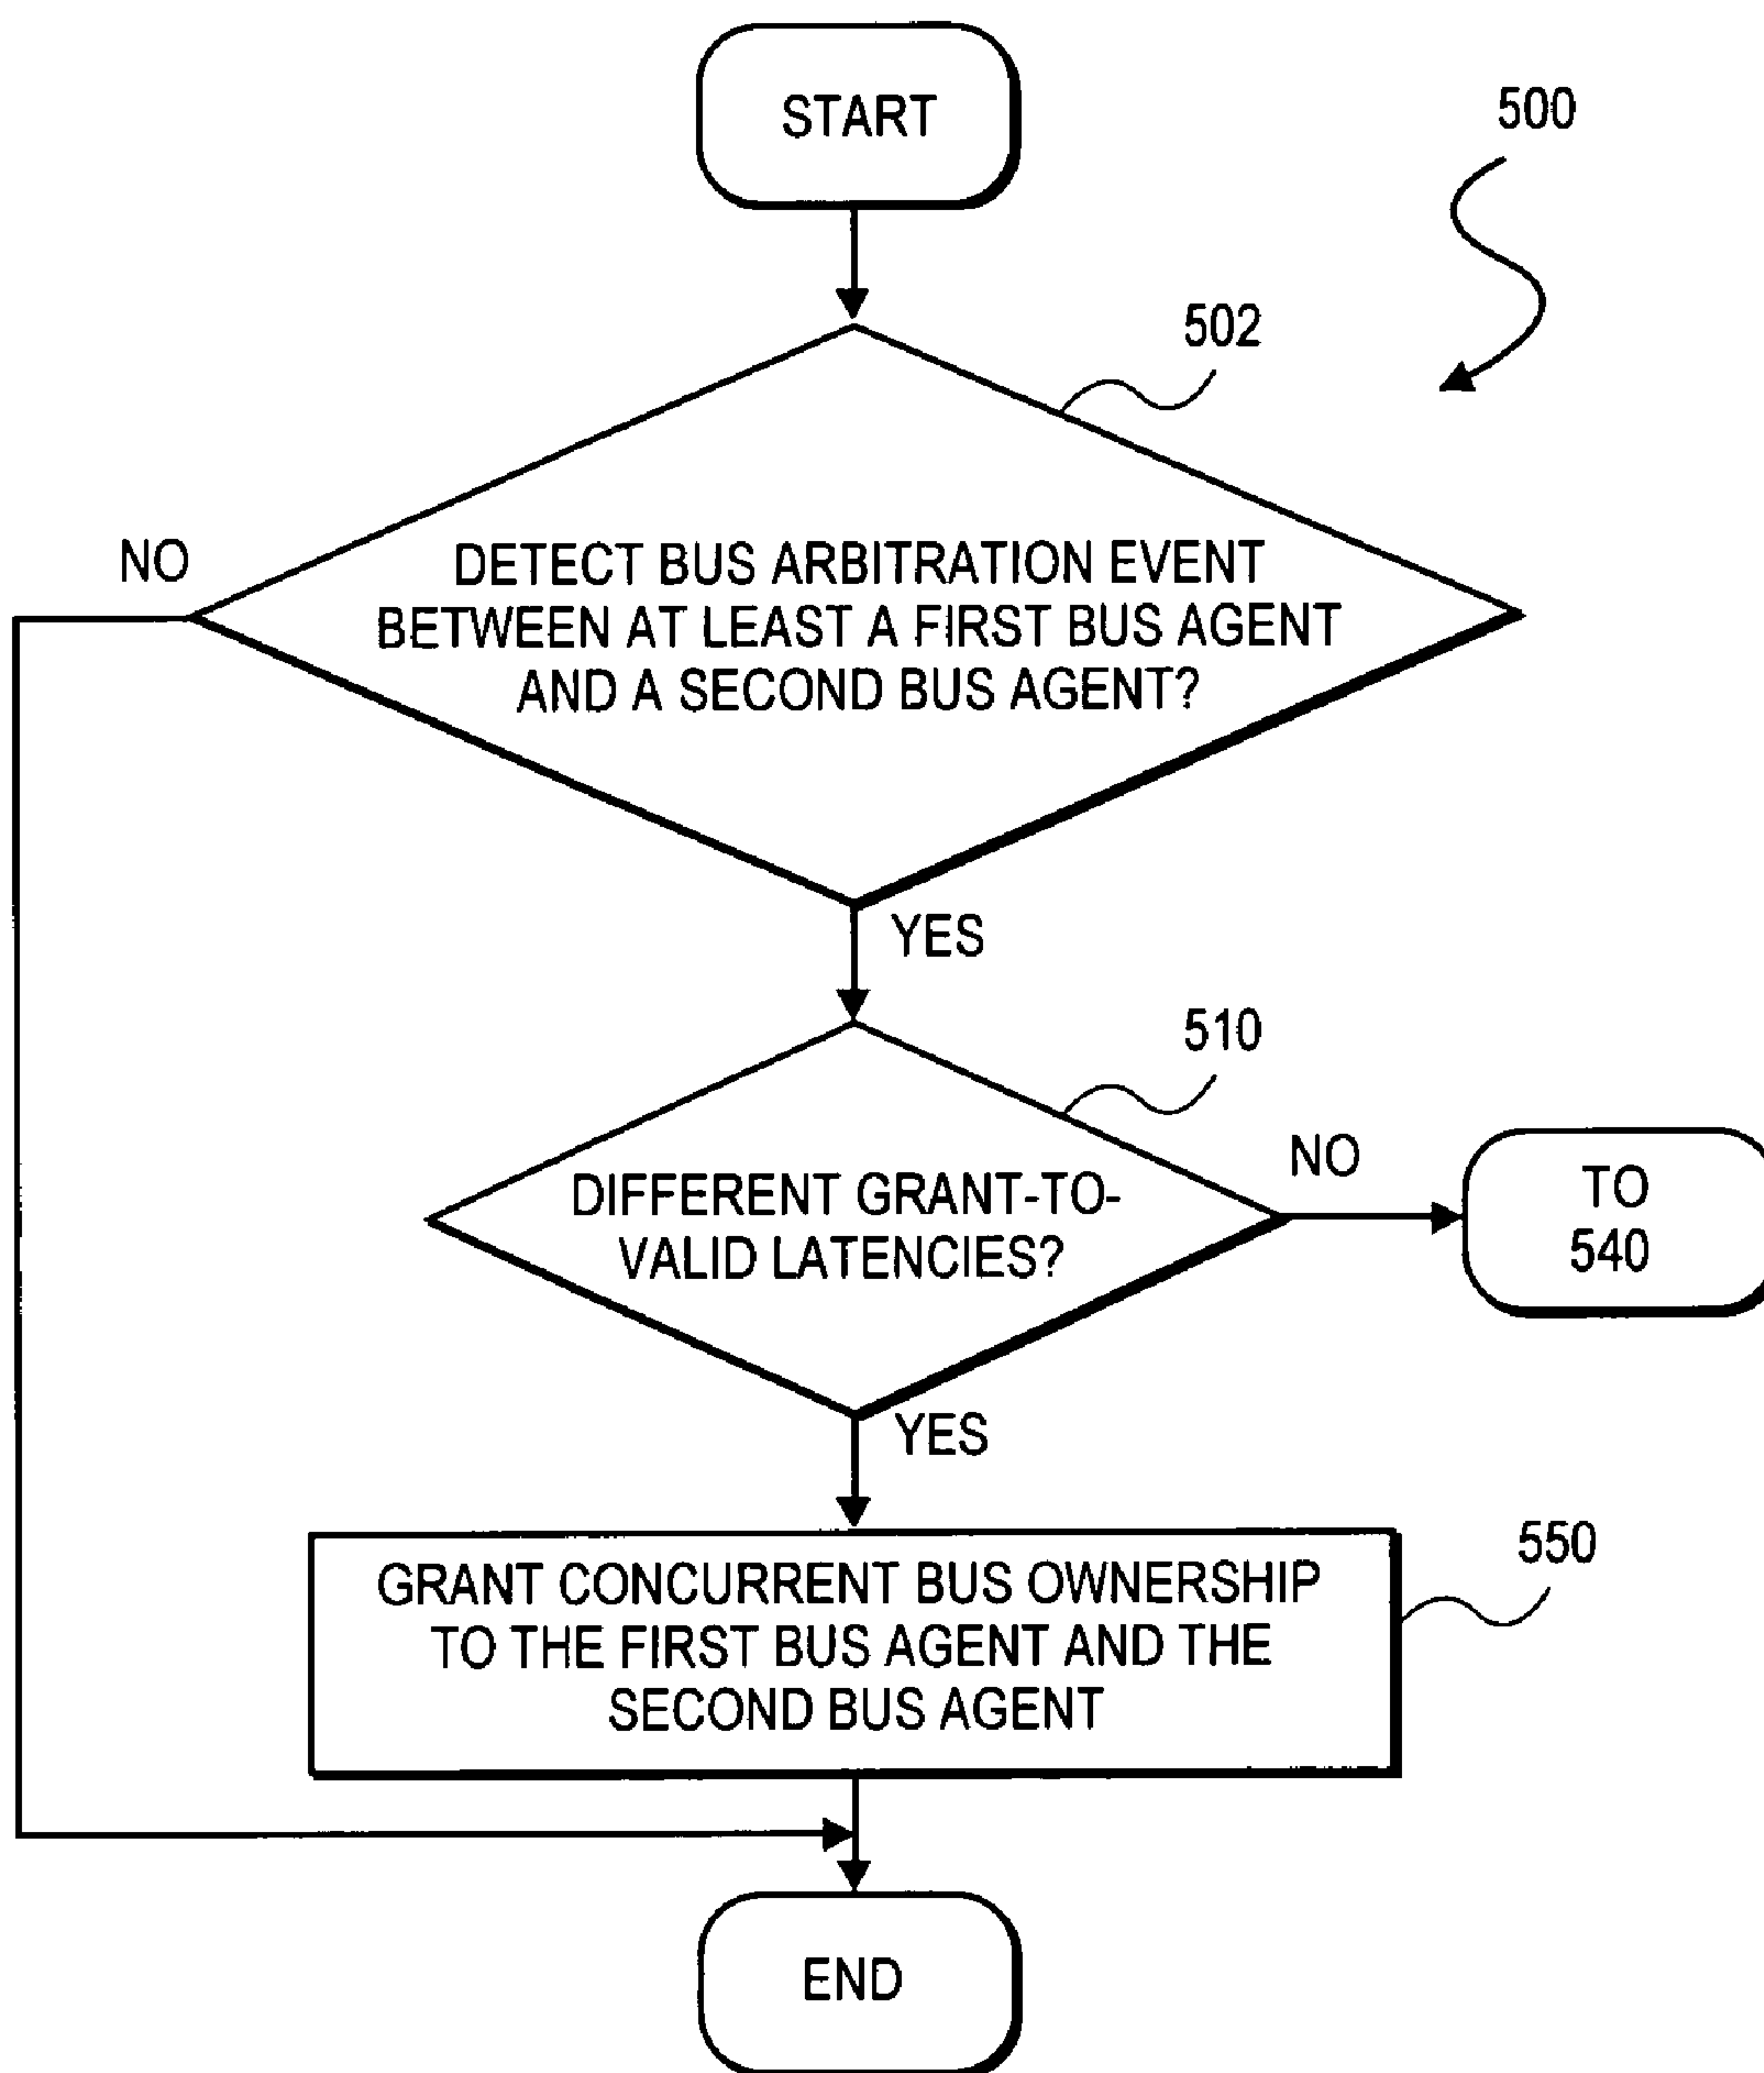 START
500
502
NO
DETECT BUS ARBITRATION EVENT
BETWEEN AT LEAST A FIRST BUS AGENT
AND A SECOND BUS AGENT?
YES
510
NO
DIFFERENT GRANT-TO-
VALID LATENCIES?
TO
540
YES
550
GRANT CONCURRENT BUS OWNERSHIP
TO THE FIRST BUS AGENT AND THE
SECOND BUS AGENT
END